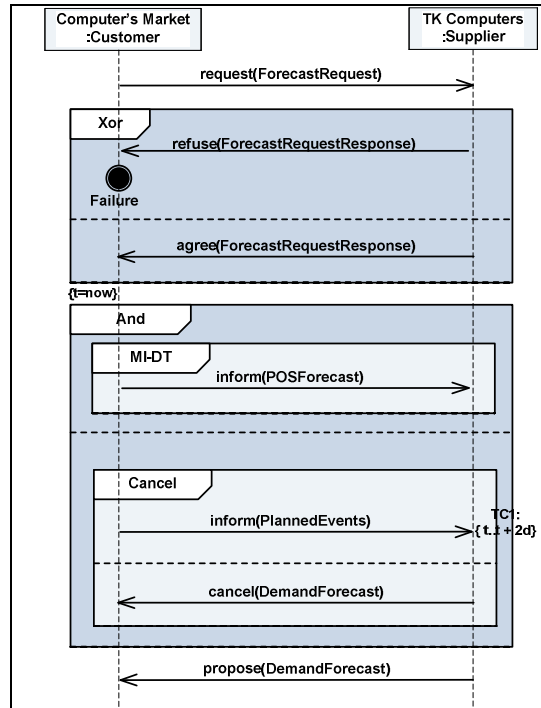 Computer's Market
:Customer
TK Computers
:Supplier
request(ForecastRequest)
Xor
refuse(ForecastRequestResponse)
Failure
agree(ForecastRequestResponse)
{t=now}
And
MI-DT
inform(POSForecast)
Cancel
inform(PlannedEvents)
TC1:
{ t..t + 2d}
cancel(DemandForecast)
propose(DemandForecast)